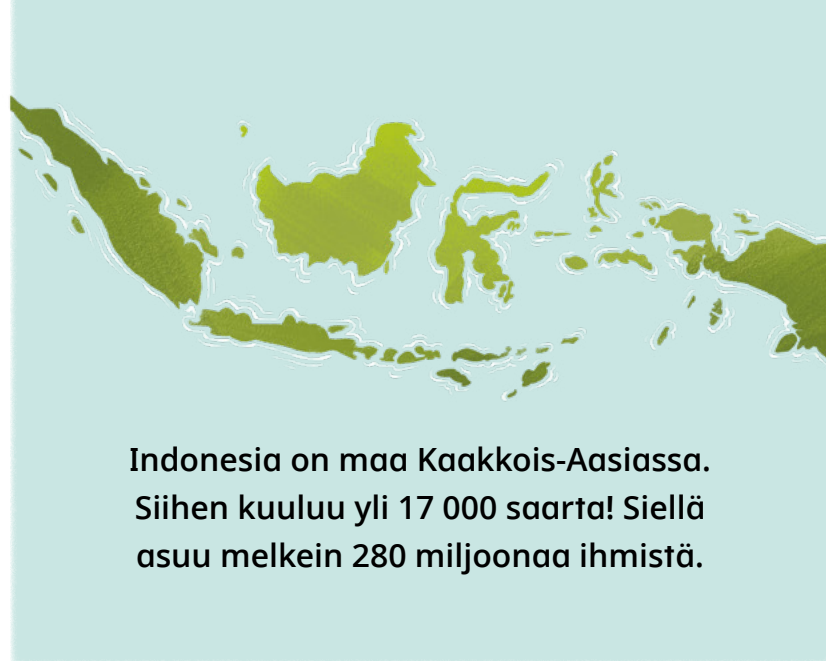 Indonesia on maa Kaakkois-Aasiassa.
Siihen kuuluu yli 17 000 saarta! Siellä
asuu melkein 280 miljoonaa ihmistä.